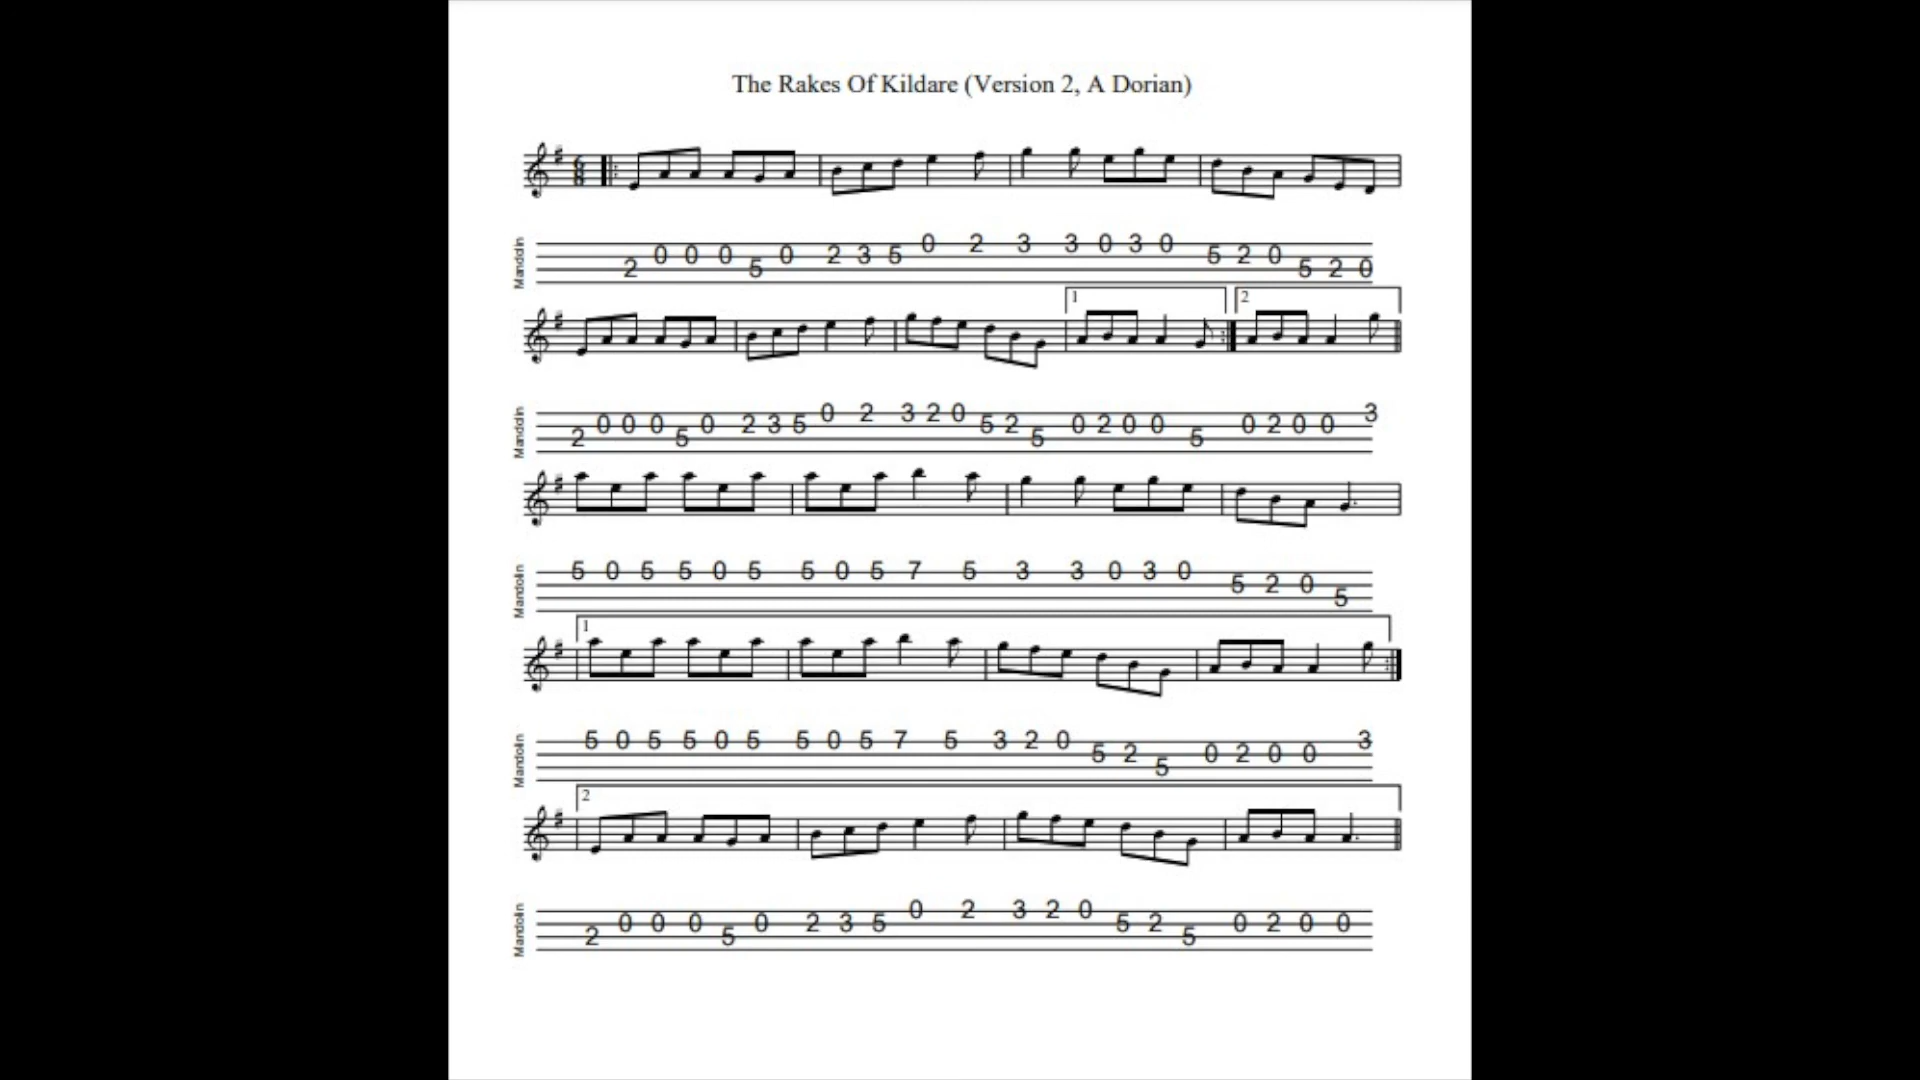 The Rakes Of Kildare (Version 2, A Dorian)
6
8
Mandolin
2 0 0 0 5 0 2 3 5 0 2 3 3 0 3 0 5 2 0 5 2 0
1 2
Mandolin
2 0 0 0 5 0 2 3 5 0 2 3 2 0 5 2 5 0 2 0 0 5 0 2 0 0 3
Mandolin
5 0 5 5 0 5 5 0 5 7 5 3 3 0 3 0 5 2 0 5
1
Mandolin
5 0 5 5 0 5 5 0 5 7 5 3 2 0 5 2 5 0 2 0 0 3
2
Mandolin
2 0 0 0 5 0 2 3 5 0 2 3 2 0 5 2 5 0 2 0 0